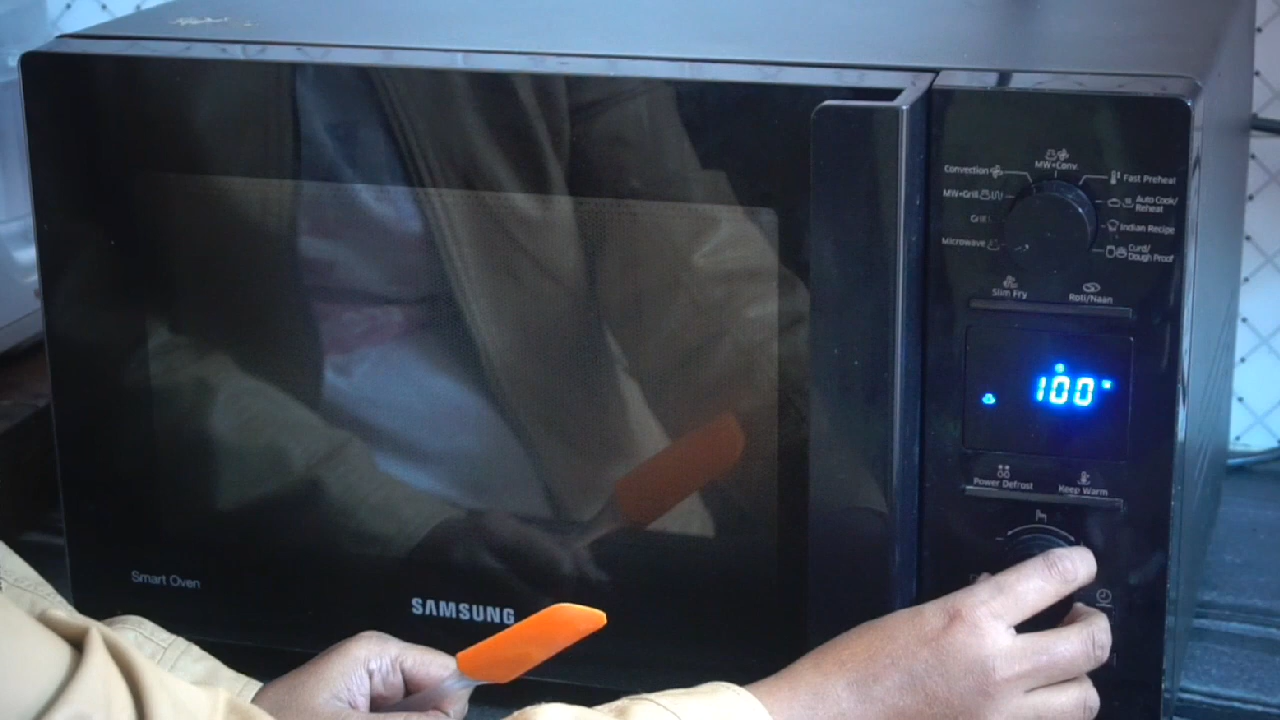 MW+Conv.
Convection
Fast Preheat
MW+Grill
Auto Cook/
Reheat
Grill
Indian Recipe
Microwave
Curd/
Dough Proof
Slim Fry
Roti/Naan
100
Power Defrost
Keep Warm
Smart Oven
SAMSUNG